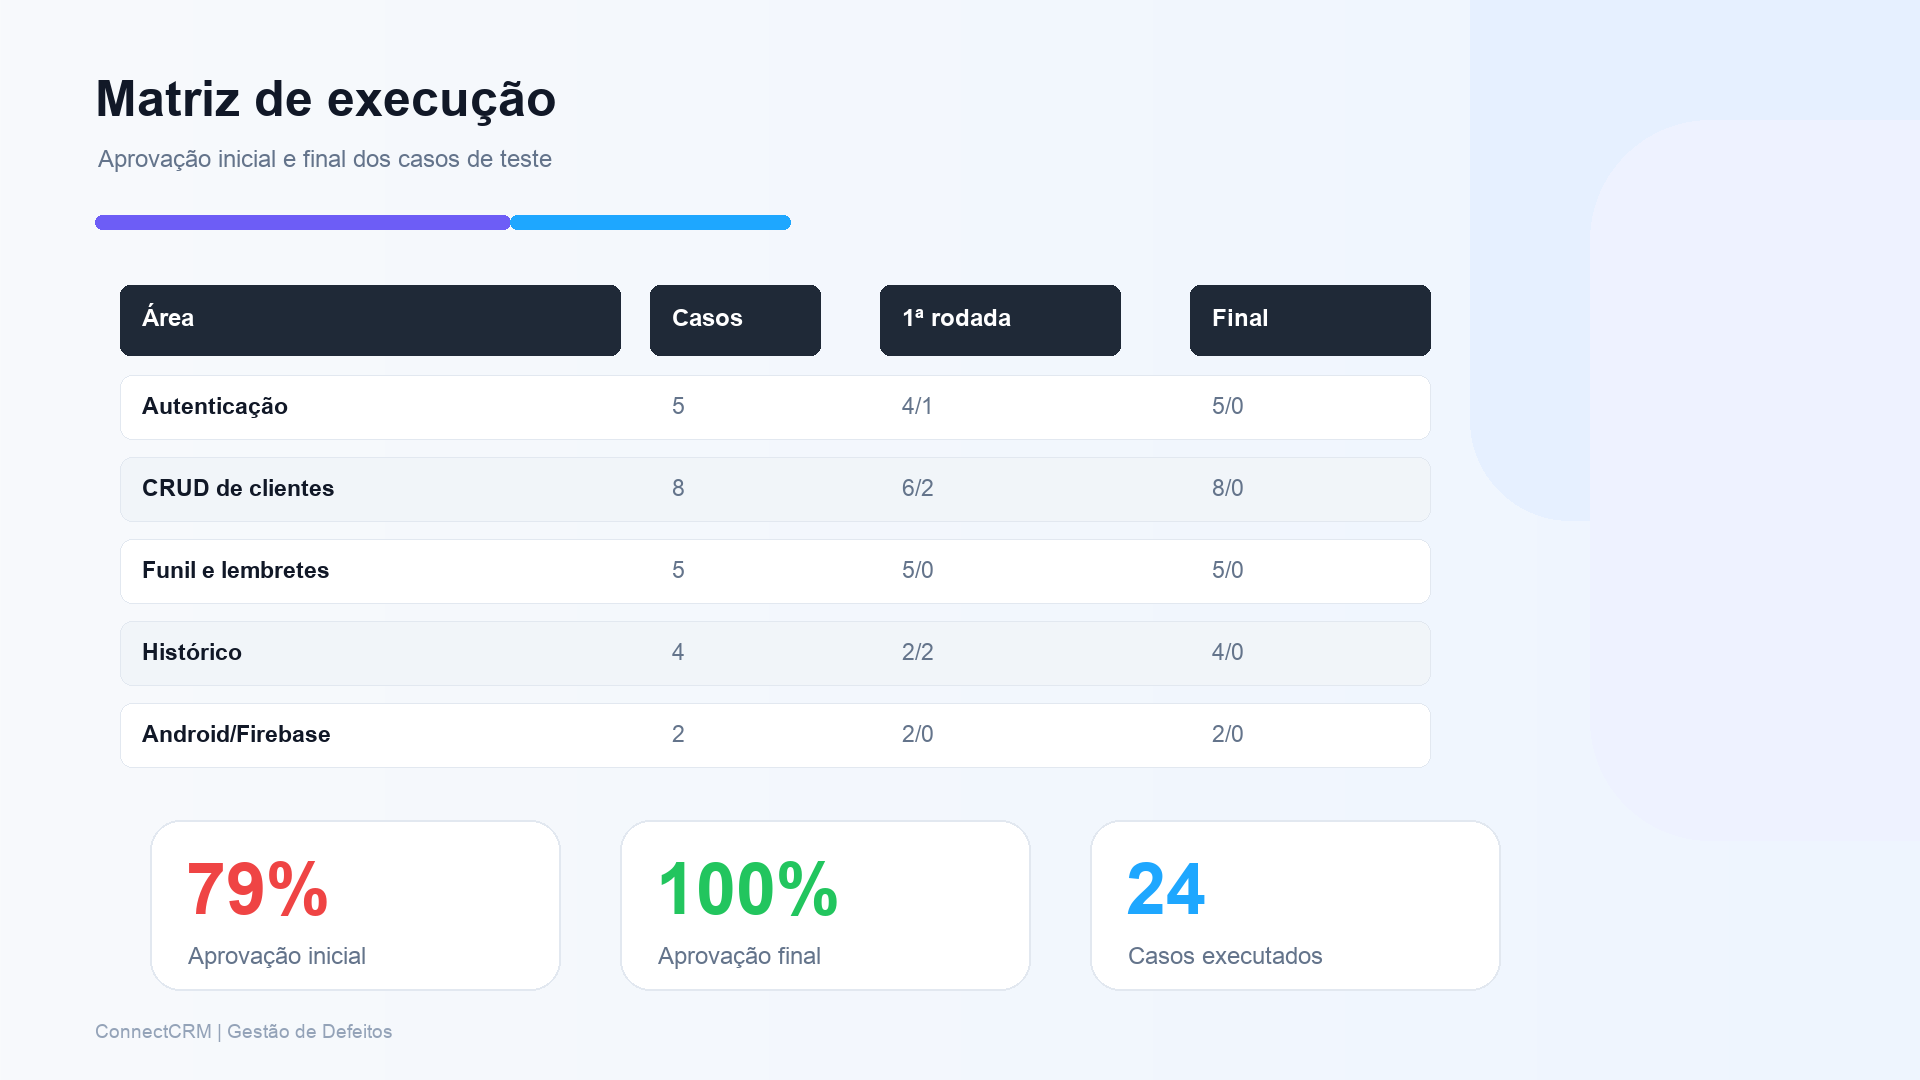 Matriz de execução
Aprovação inicial e final dos casos de teste
Área Casos 1ª rodada Final
Autenticação 5 4/1 5/0
CRUD de clientes 8 6/2 8/0
Funil e lembretes 5 5/0 5/0
Histórico 4 2/2 4/0
Android/Firebase 2 2/0 2/0
79% 100% 24
Aprovação inicial Aprovação final Casos executados
ConnectCRM | Gestão de Defeitos